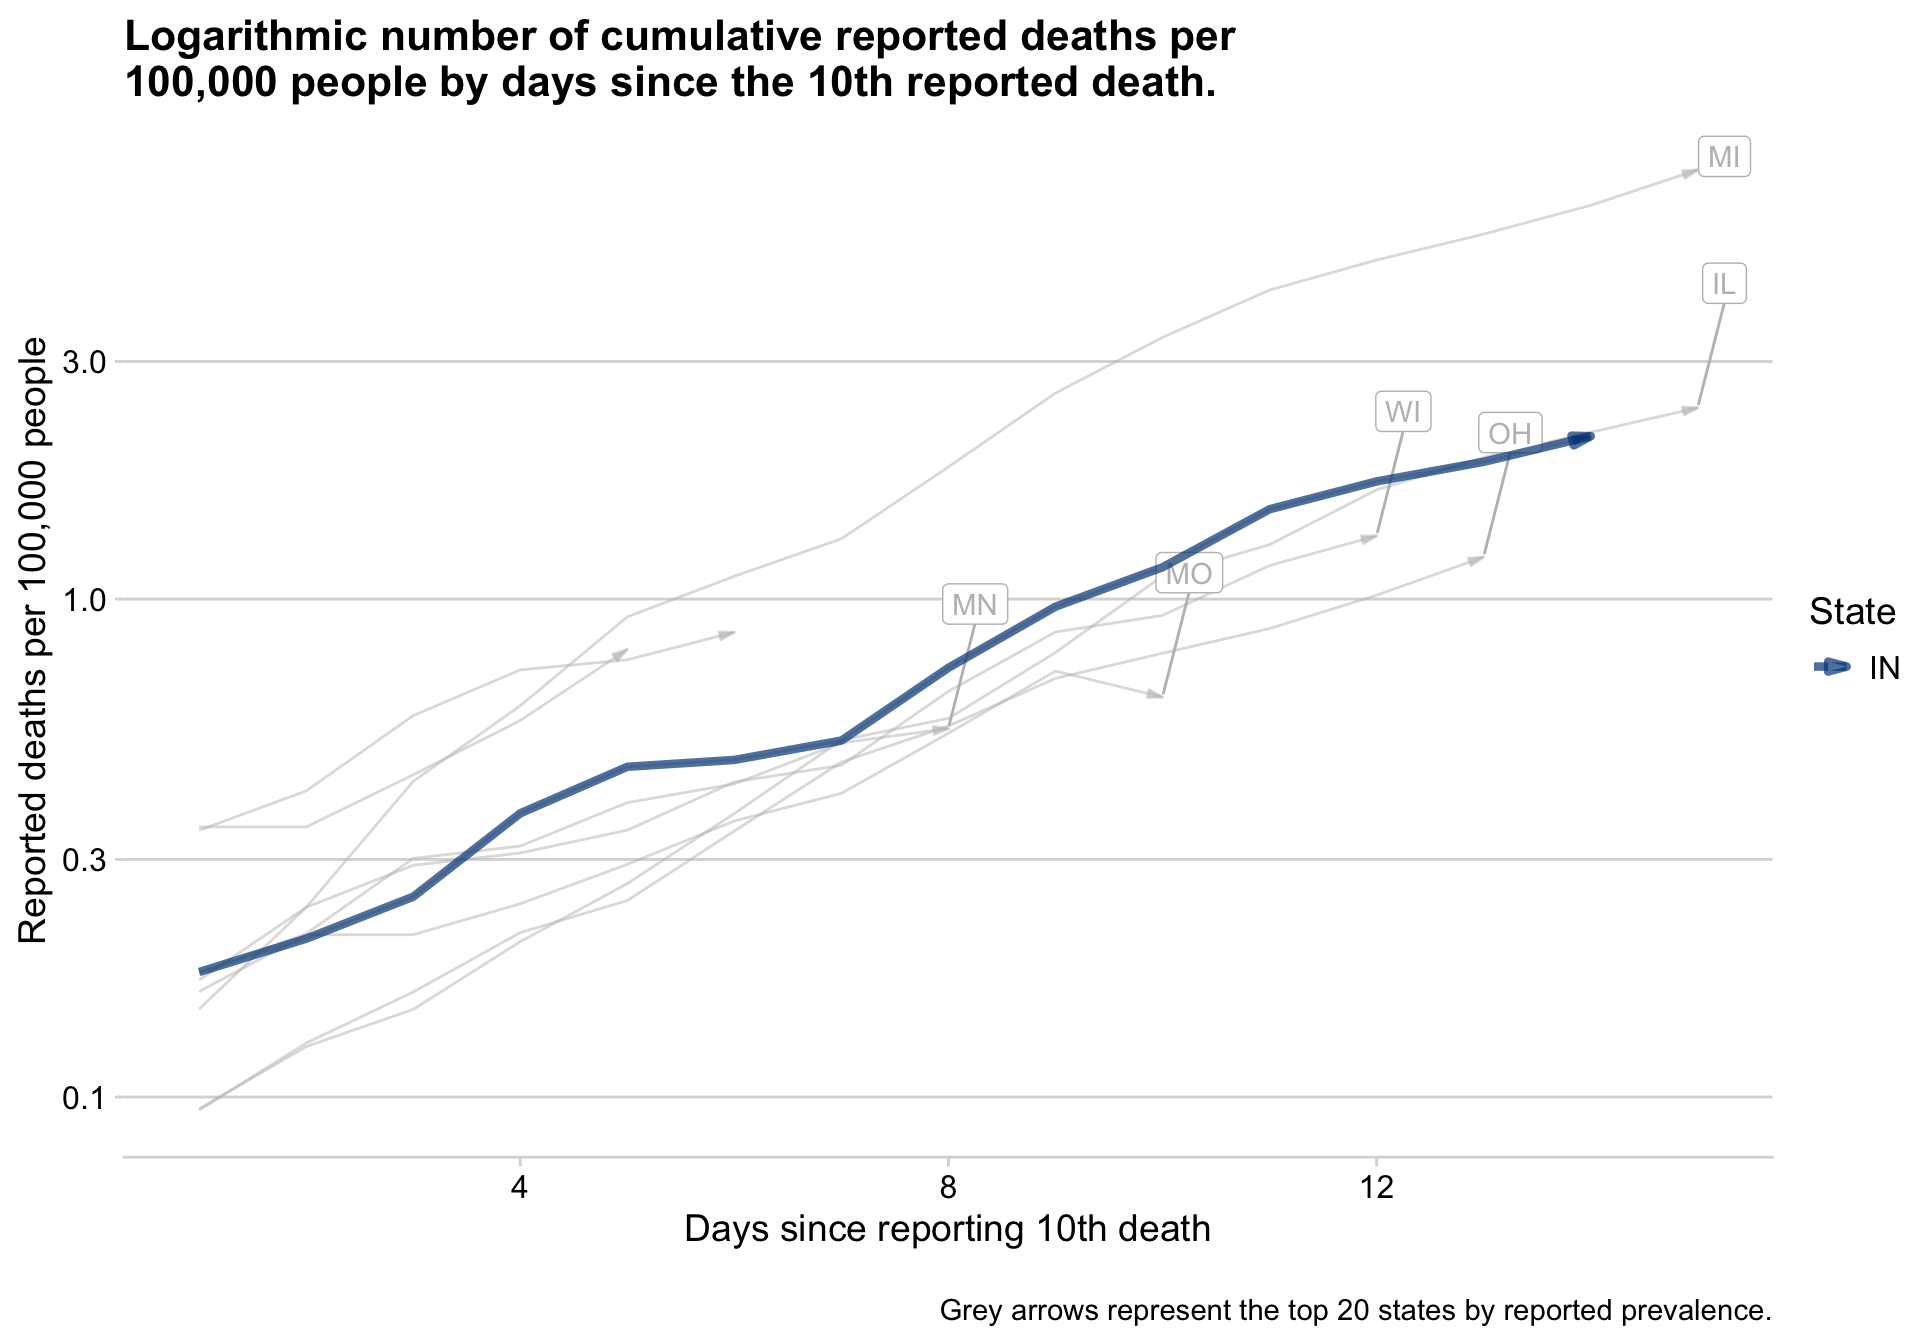 Logarithmic number of cumulative reported deaths per
100,000 people by days since the 10th reported death.
MI
IL
3.0
WI
OH
MO
MN
1.0
0.3
0.1
Reported deaths per 100,000 people
4
8
12
Days since reporting 10th death
State
IN
Grey arrows represent the top 20 states by reported prevalence.